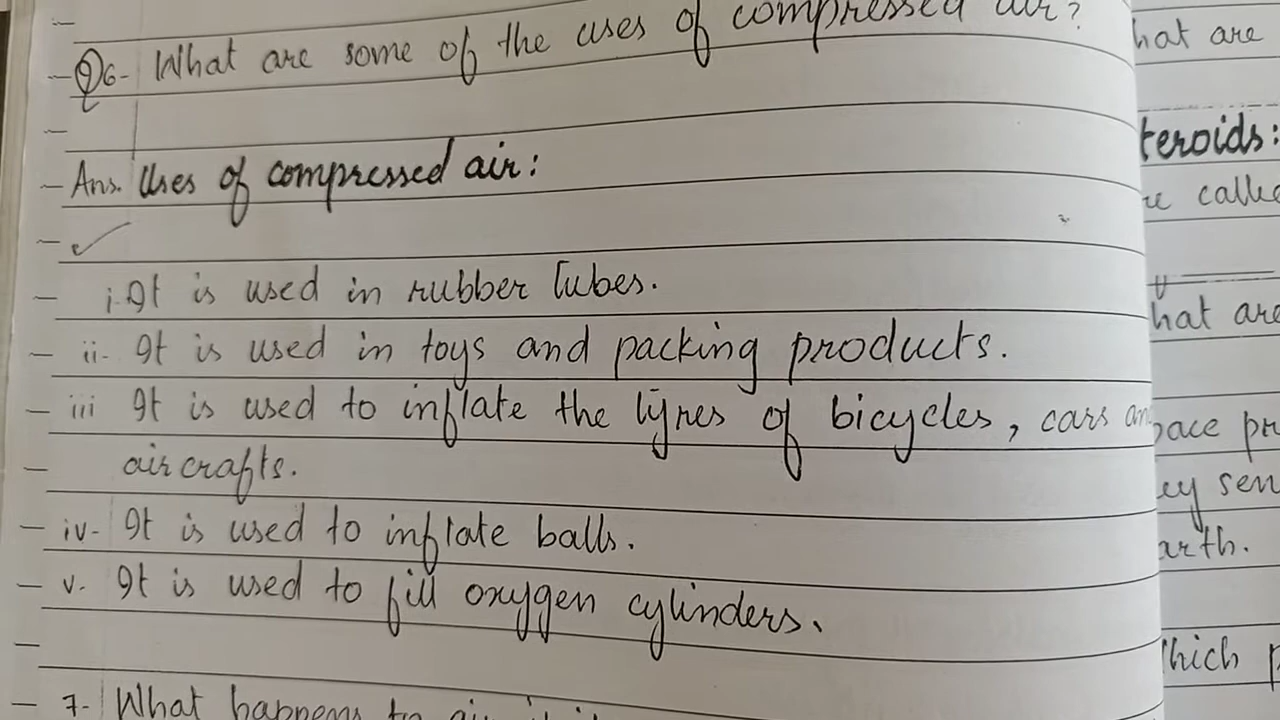 Q6- What are some of the uses of compressed air?
Ans. Uses of compressed air:
i. It is used in rubber Tubes.
ii- It is used in toys and packing products.
iii It is used to inflate the tyres of bicycles, cars an
aircrafts.
iv- It is used to inflate balls.
v. It is used to fill oxygen cylinders.
7- What happens to air
hat are
teroids:
re calle
hat are
pace pr
ey sen
arth.
hich p